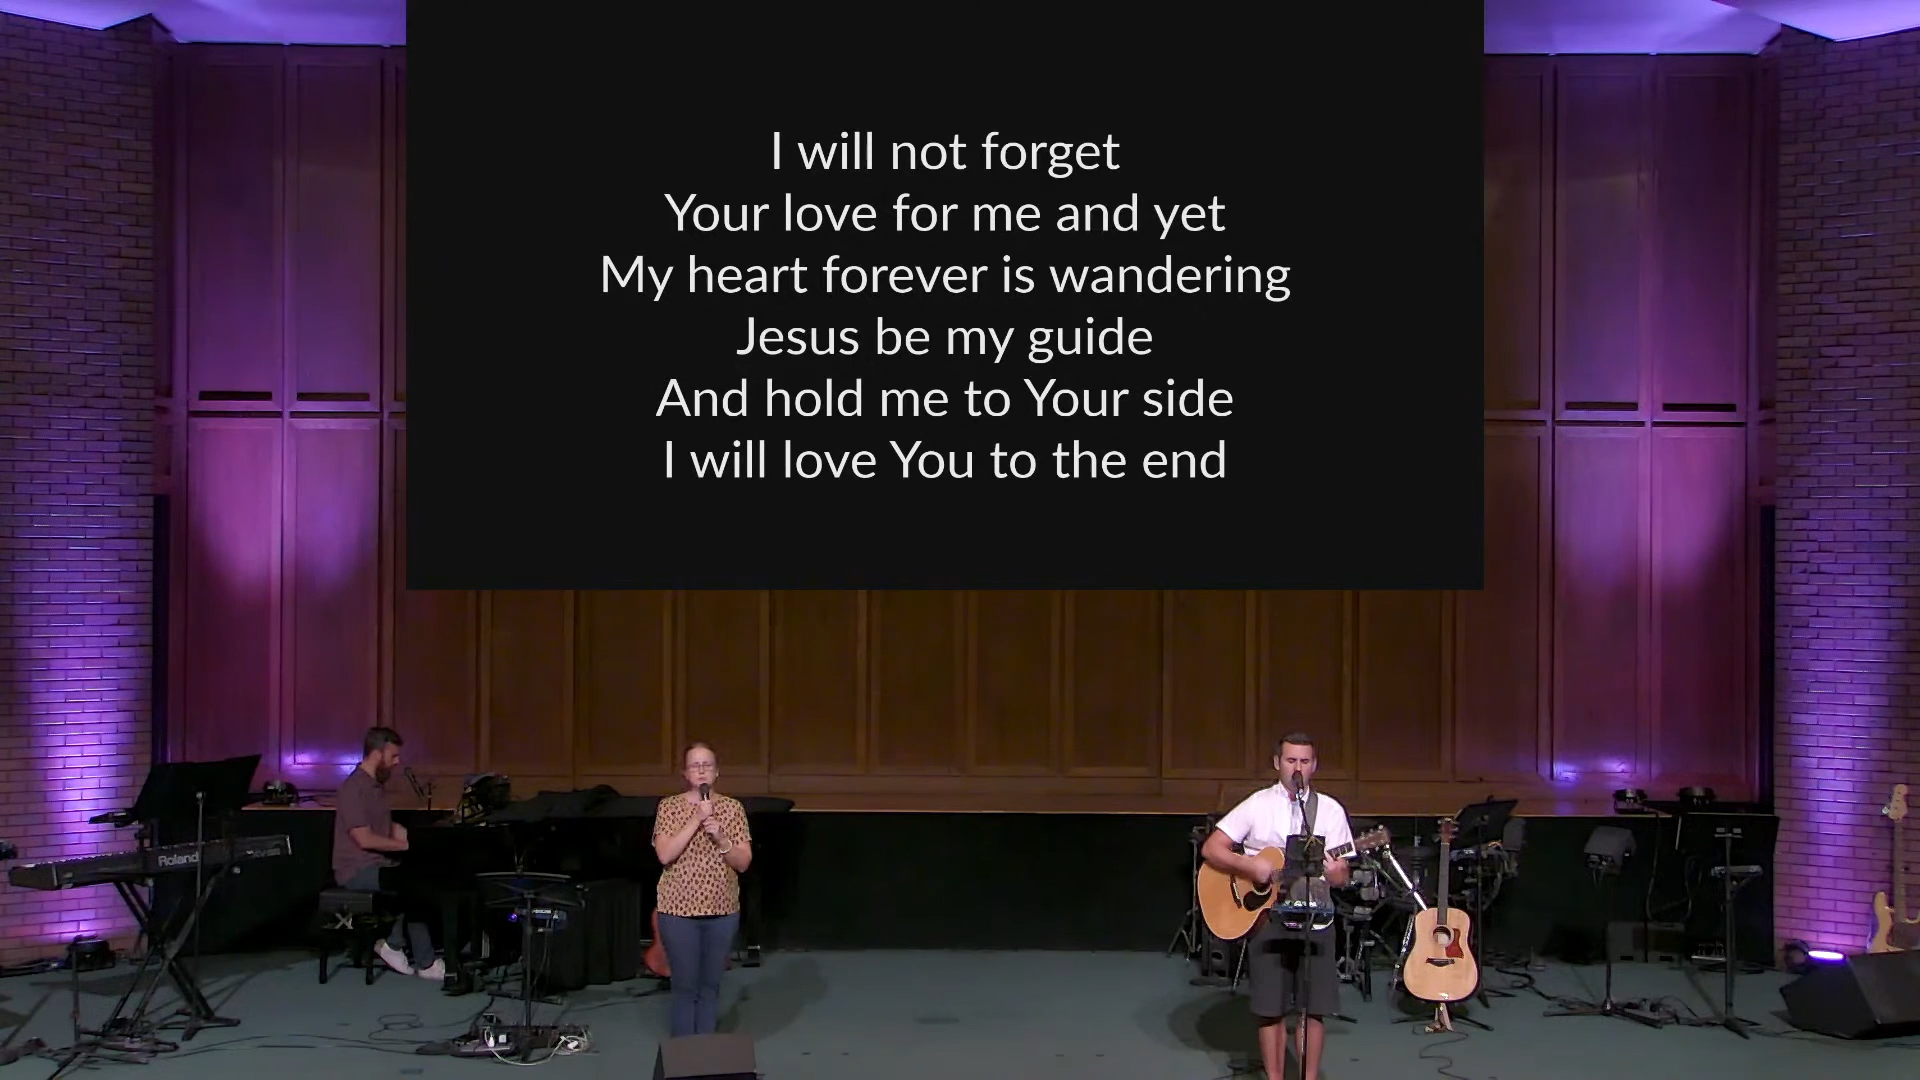 I will not forget
Your love for me and yet
My heart forever is wandering
Jesus be my guide
And hold me to Your side
I will love You to the end
Roland